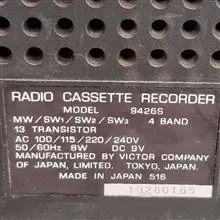 RADIO CASSETTE RECORDER
MODEL 9426S
MW/SW1/SW2/SW3 4 BAND
13 TRANSISTOR
AC 100/115/220/240V
50/60Hz 8W DC 9V
MANUFACTURED BY VICTOR COMPANY
OF JAPAN, LIMITED. TOKYO, JAPAN.
MADE IN JAPAN 516
10280165